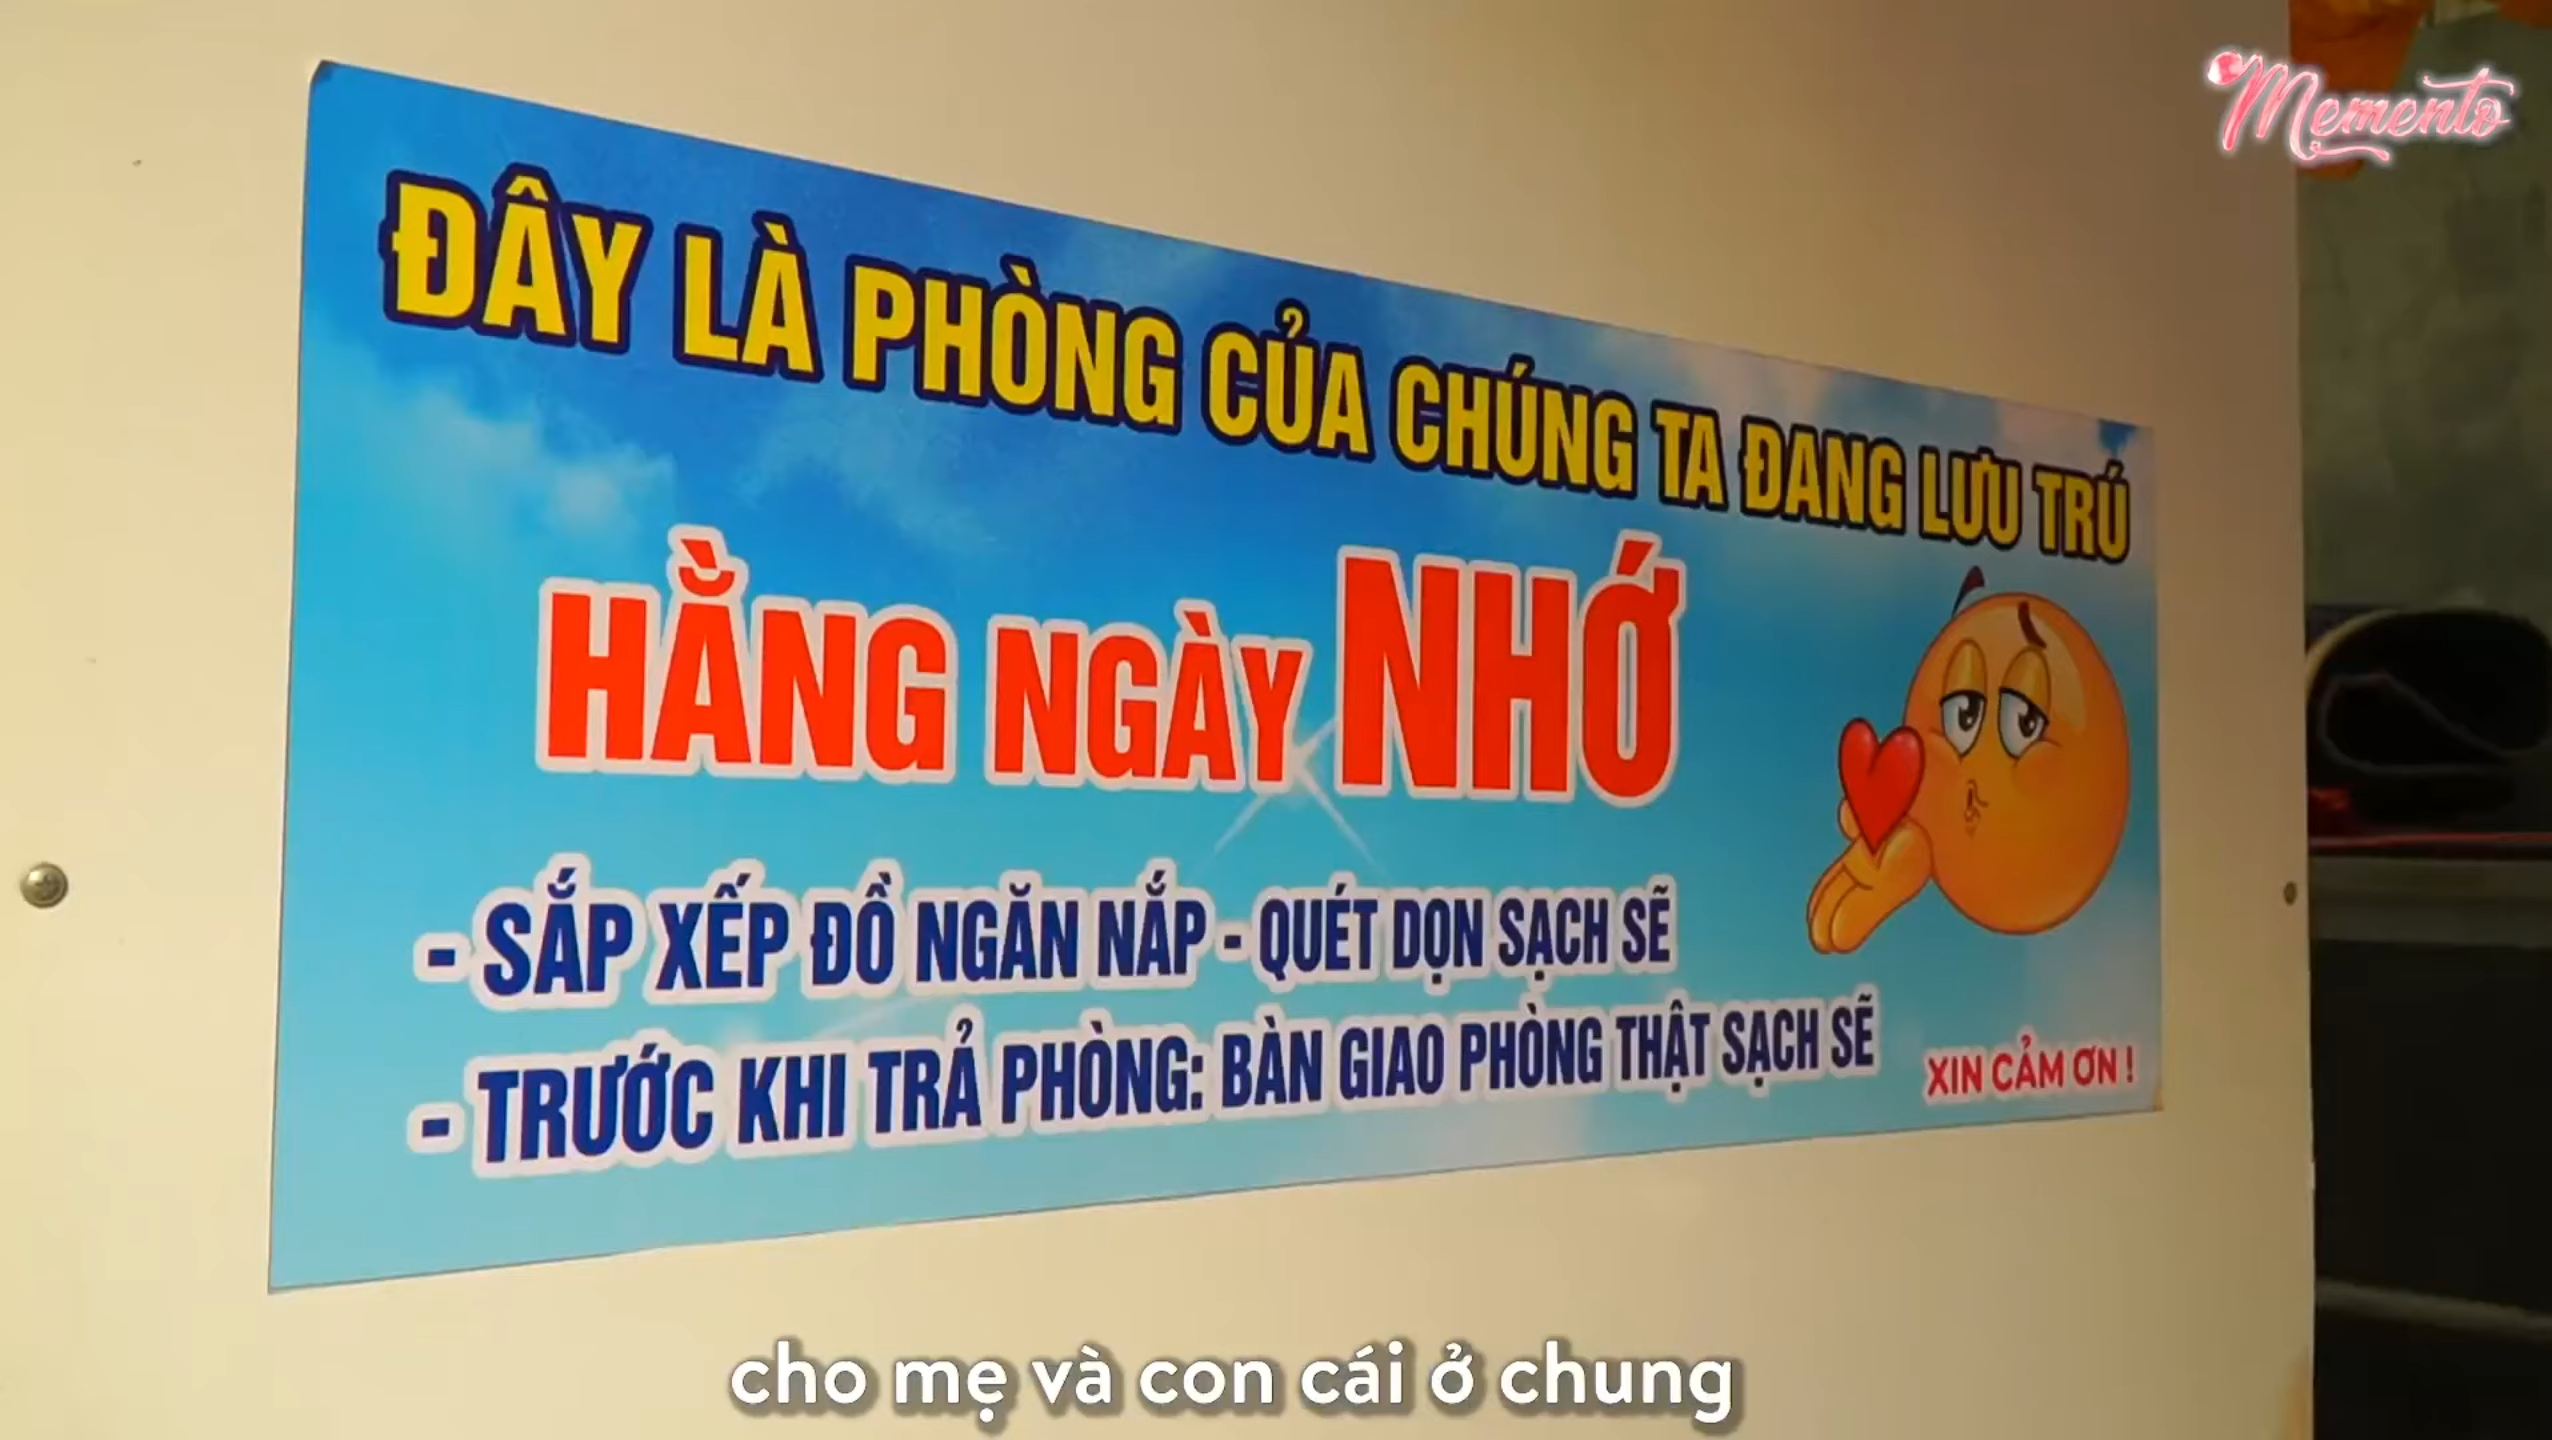 Memento
ĐÂY LÀ PHÒNG CỦA CHÚNG TA ĐANG LƯU TRÚ
HẰNG NGÀY NHỚ
- SẮP XẾP ĐỒ NGĂN NẮP - QUÉT DỌN SẠCH SẼ
- TRƯỚC KHI TRẢ PHÒNG: BÀN GIAO PHÒNG THẬT SẠCH SẼ
XIN CẢM ƠN !
cho mẹ và con cái ở chung